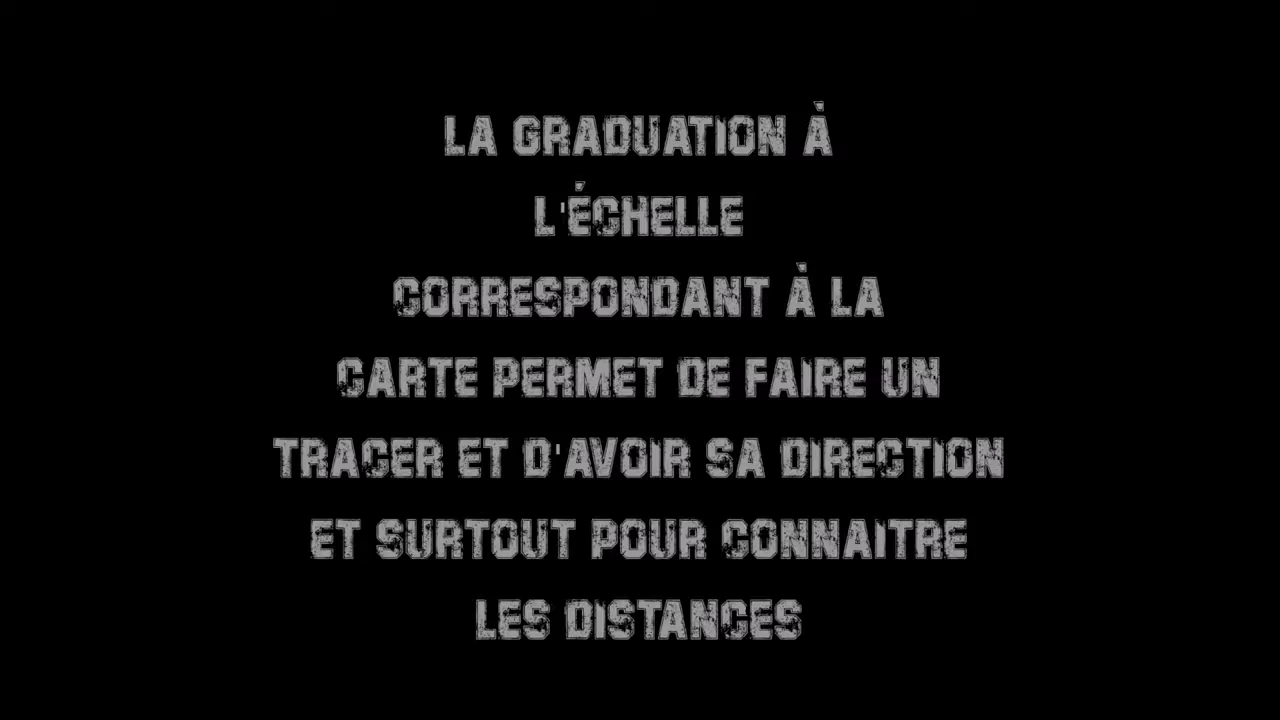 LA GRADUATION À
L'ÉCHELLE
CORRESPONDANT À LA
CARTE PERMET DE FAIRE UN
TRACER ET D'AVOIR SA DIRECTION
ET SURTOUT POUR CONNAITRE
LES DISTANCES